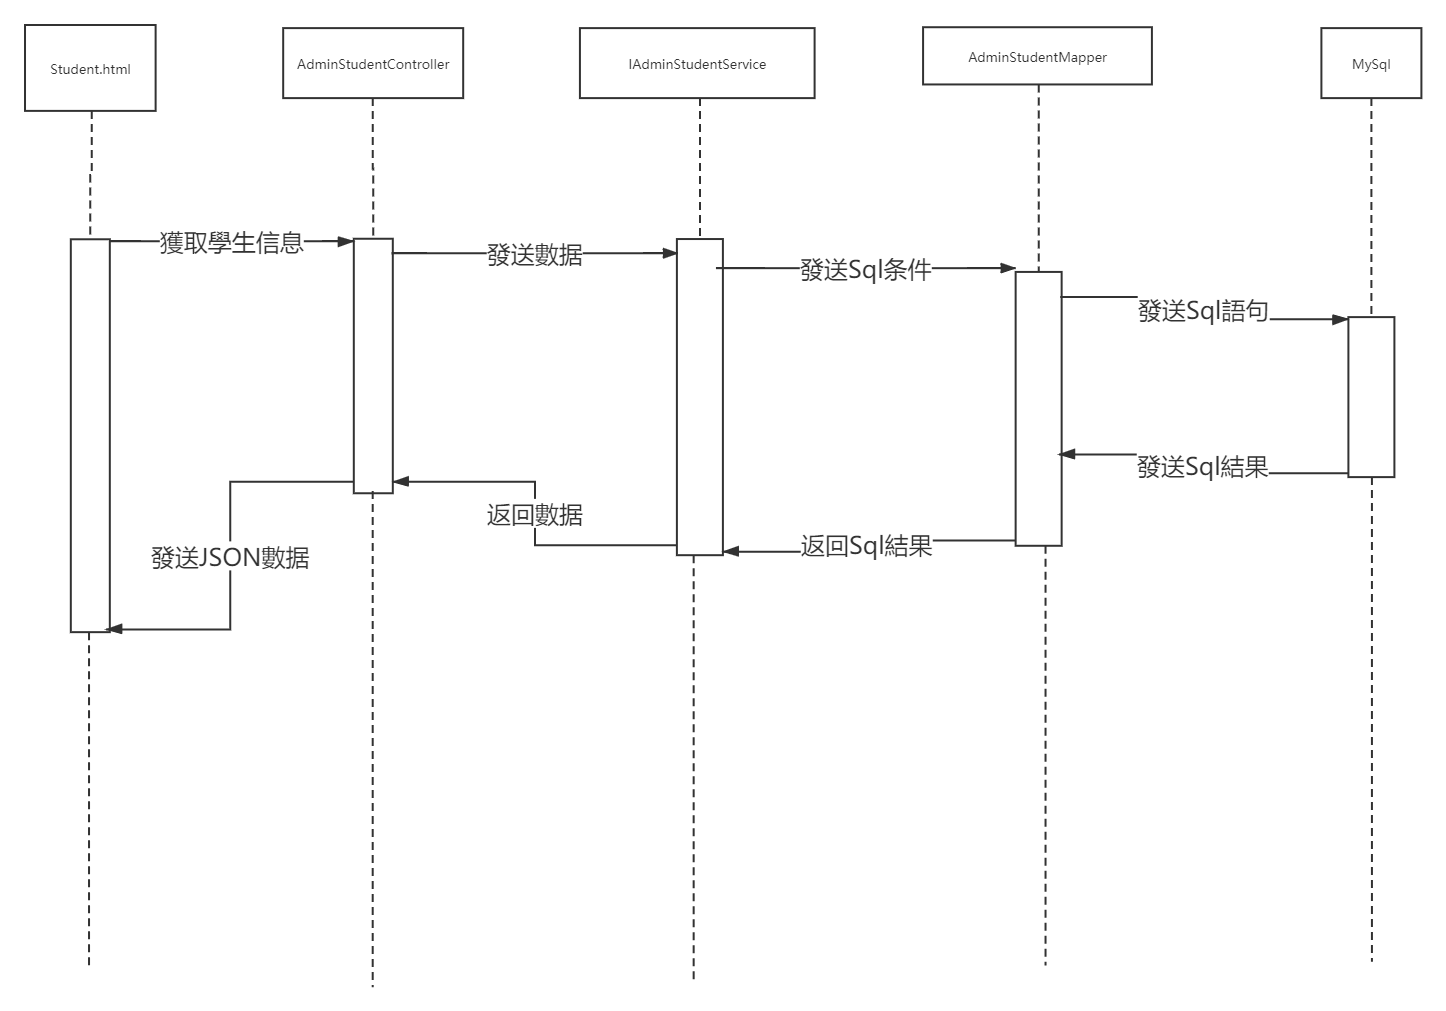 Student.html
AdminStudentController
IAdminStudentService
AdminStudentMapper
MySql
獲取學生信息
發送數据
發送Sql条件
發送Sql語句
發送Sql結果
返回Sql結果
返回數据
發送JSON數据